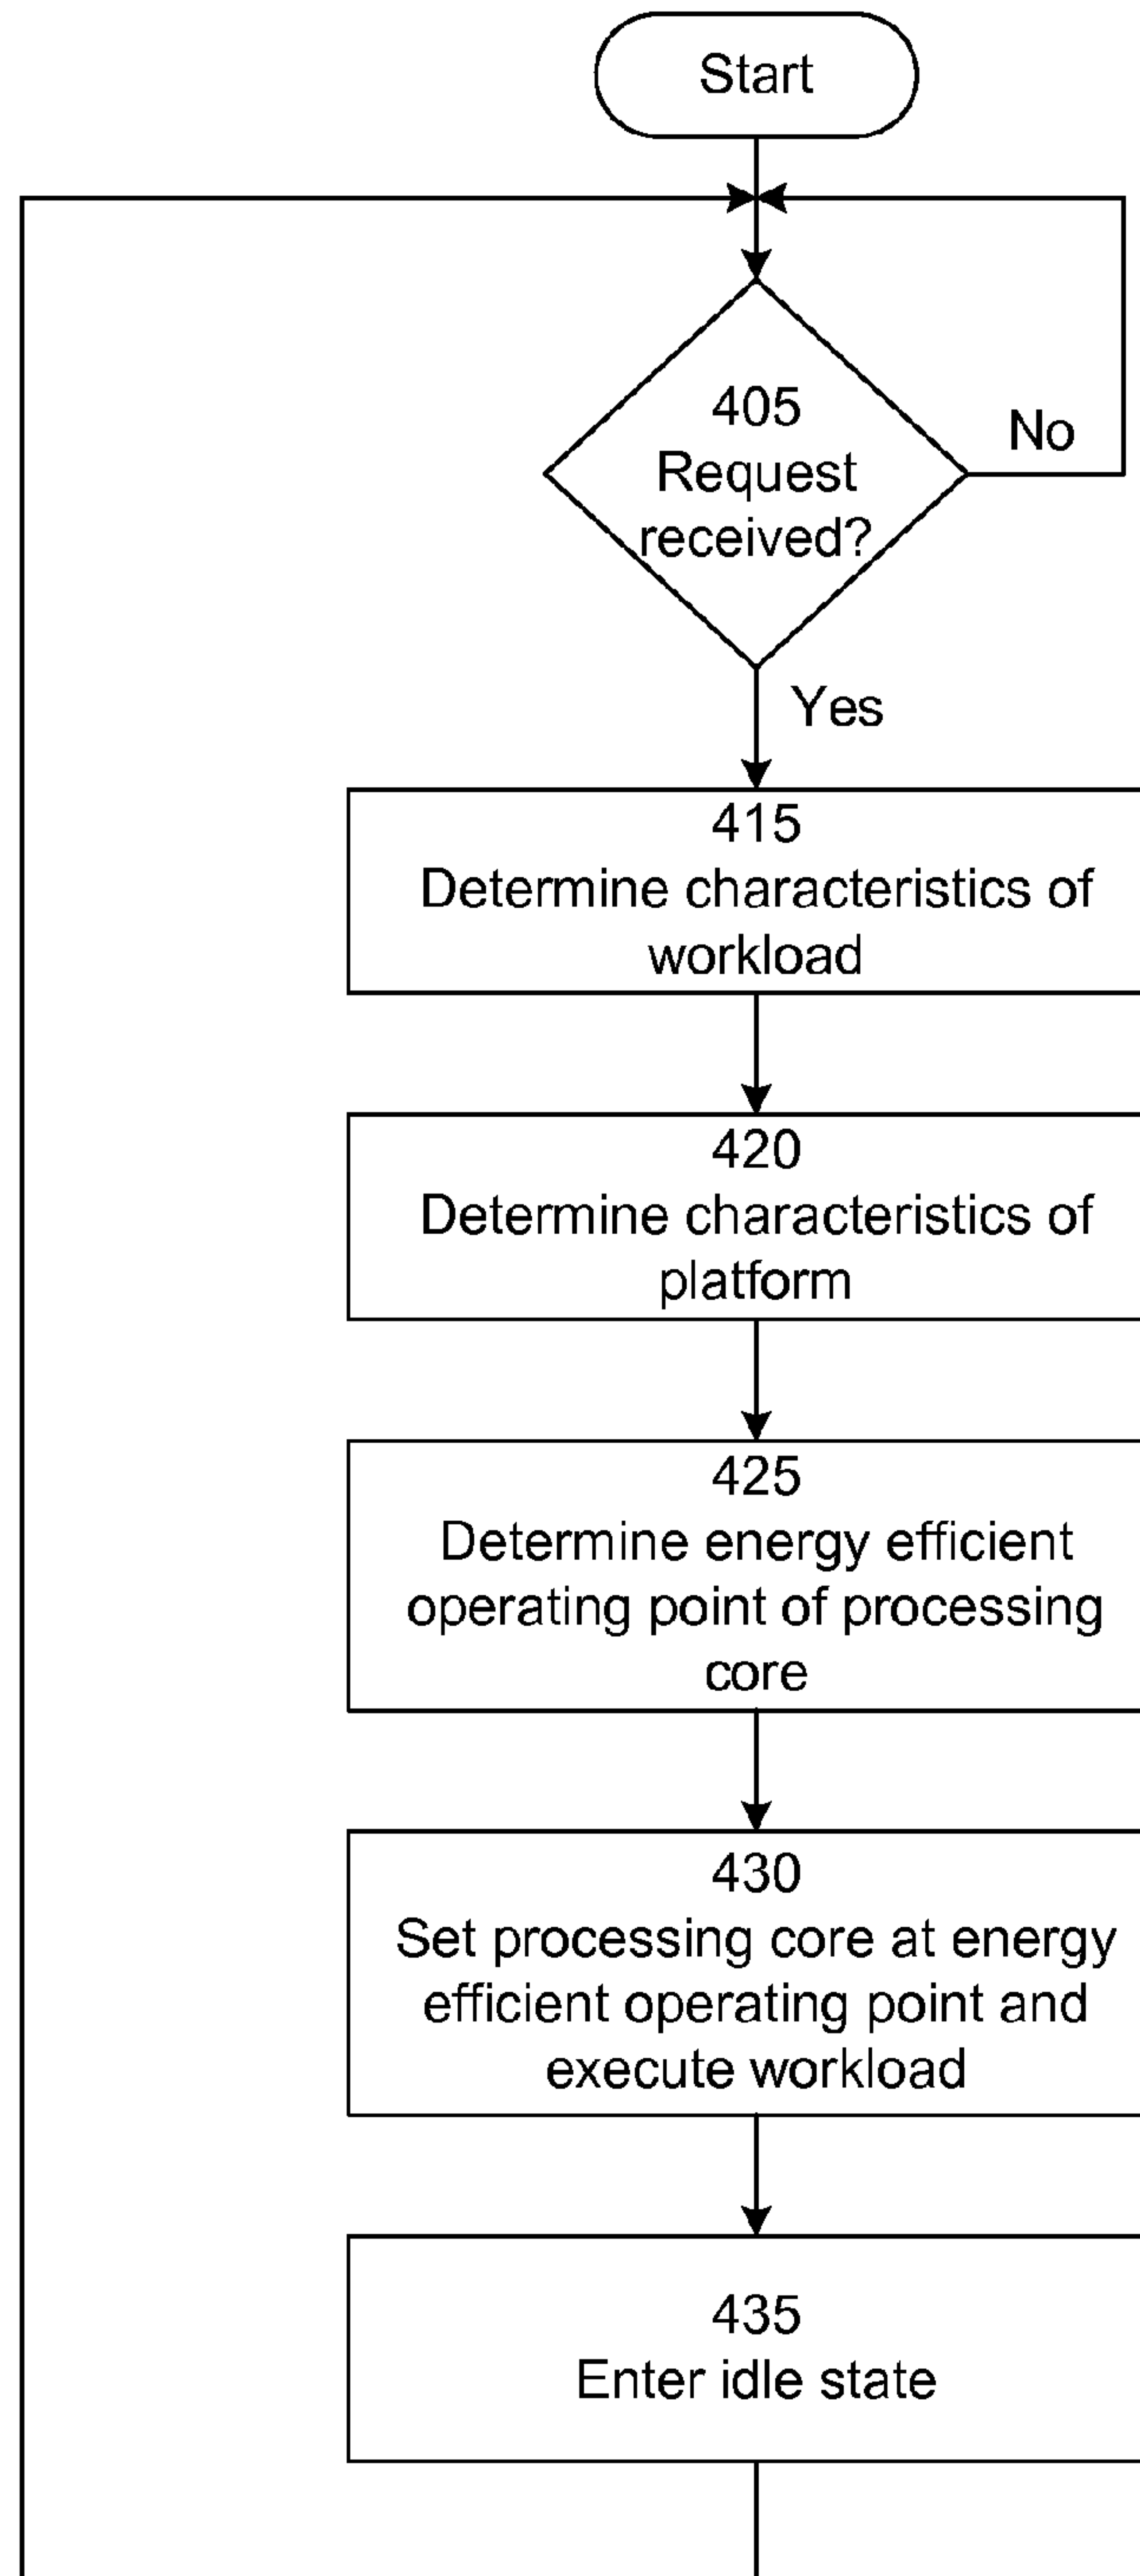 Start
405
Request
received?
No
Yes
415
Determine characteristics of
workload
420
Determine characteristics of
platform
425
Determine energy efficient
operating point of processing
core
430
Set processing core at energy
efficient operating point and
execute workload
435
Enter idle state